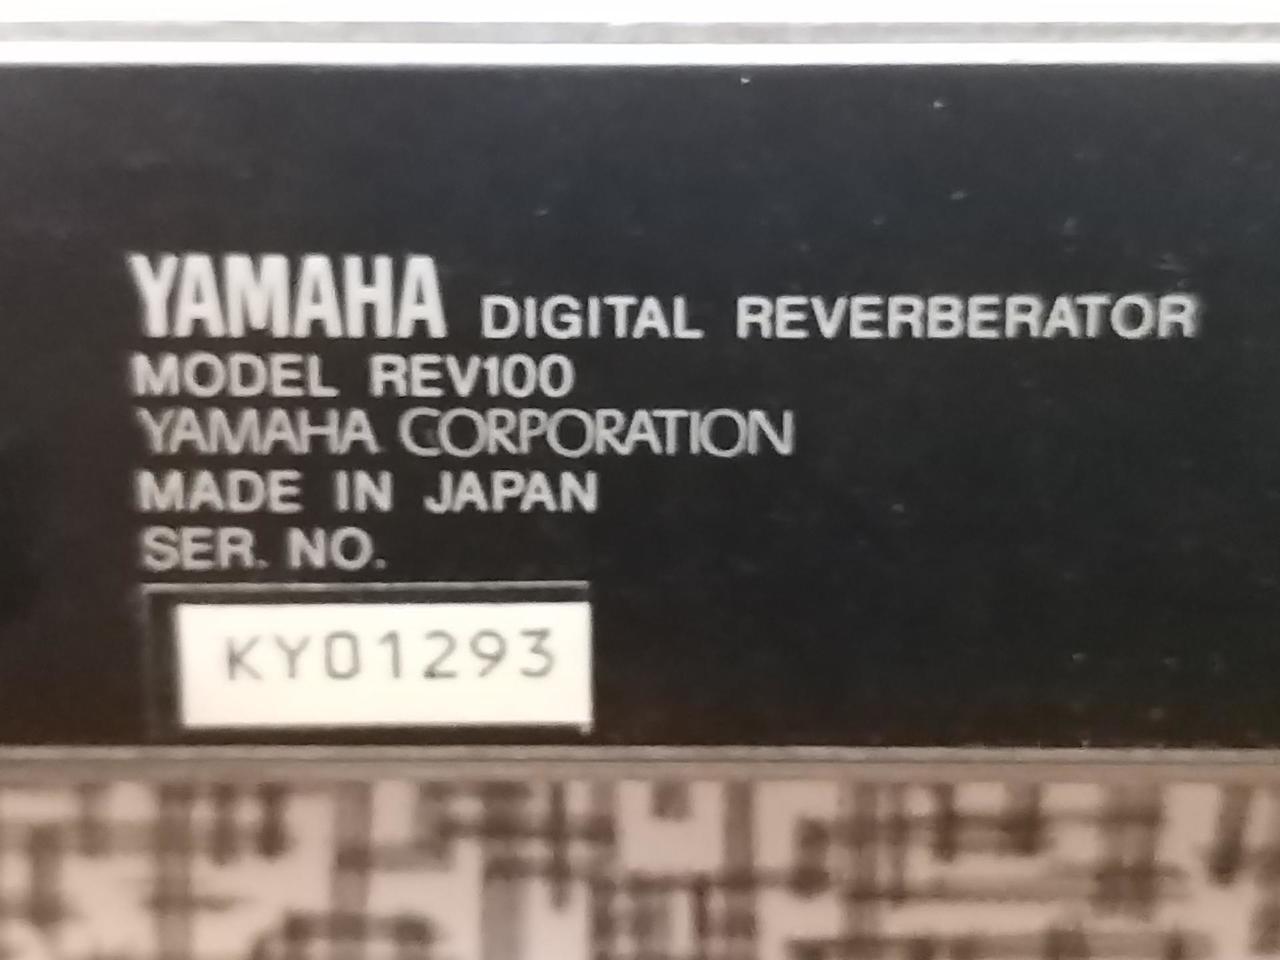 YAMAHA DIGITAL REVERBERATOR
MODEL REV100
YAMAHA CORPORATION
MADE IN JAPAN
SER. NO.
KY01293